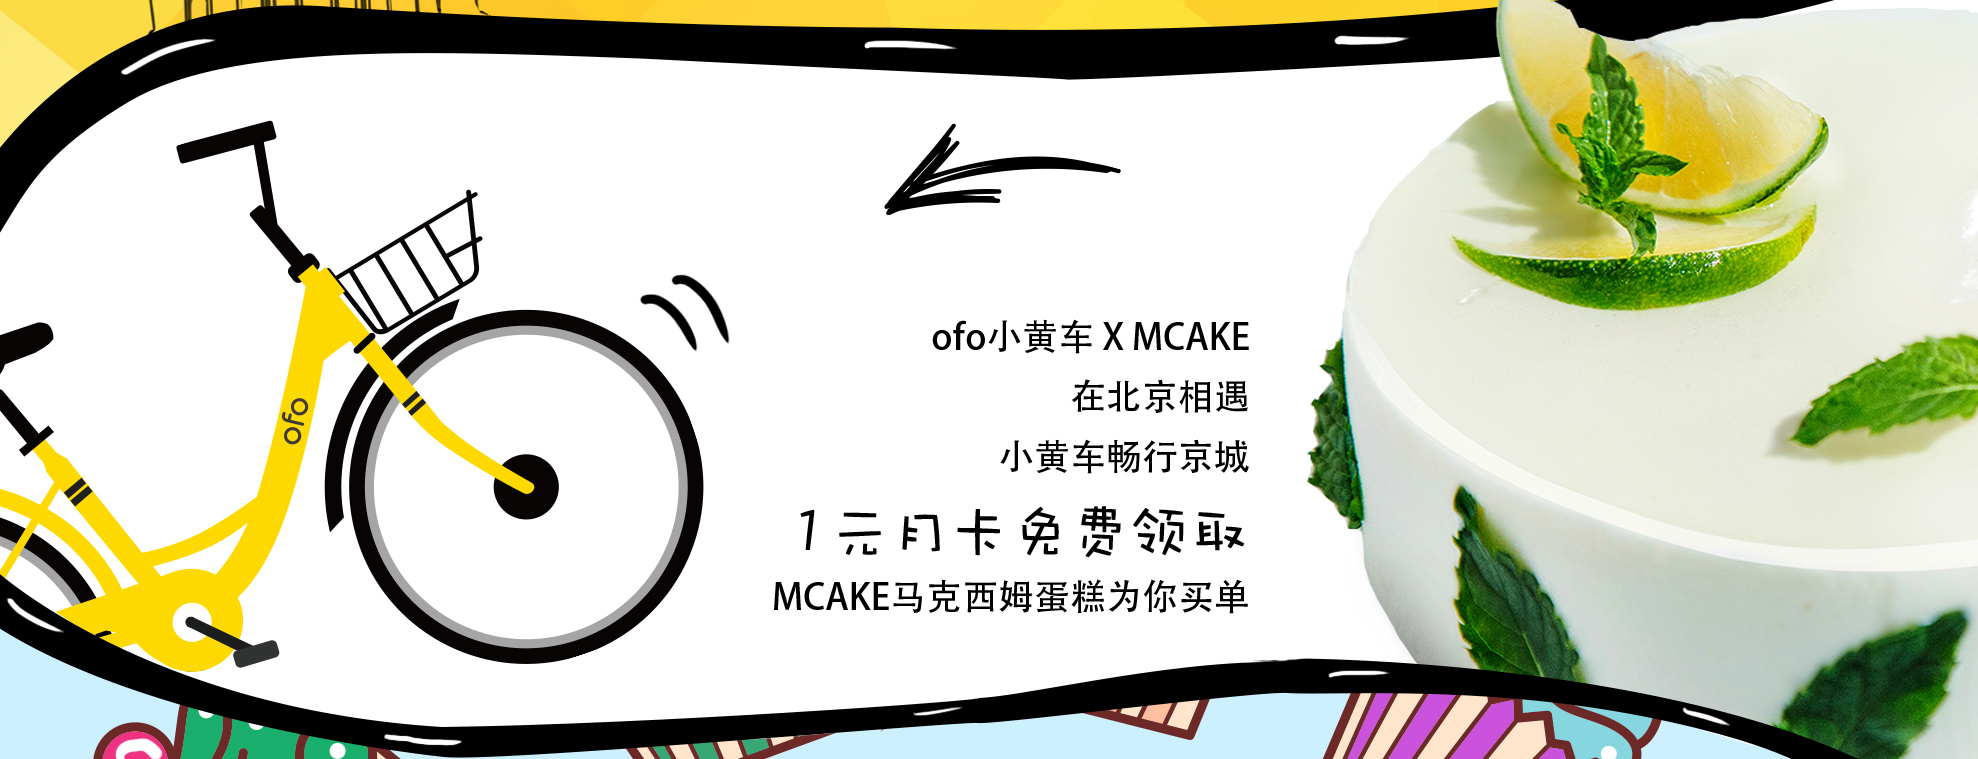 ofo
ofo小黄车 X MCAKE
在北京相遇
小黄车畅行京城
1元月卡免费领取
MCAKE马克西姆蛋糕为你买单